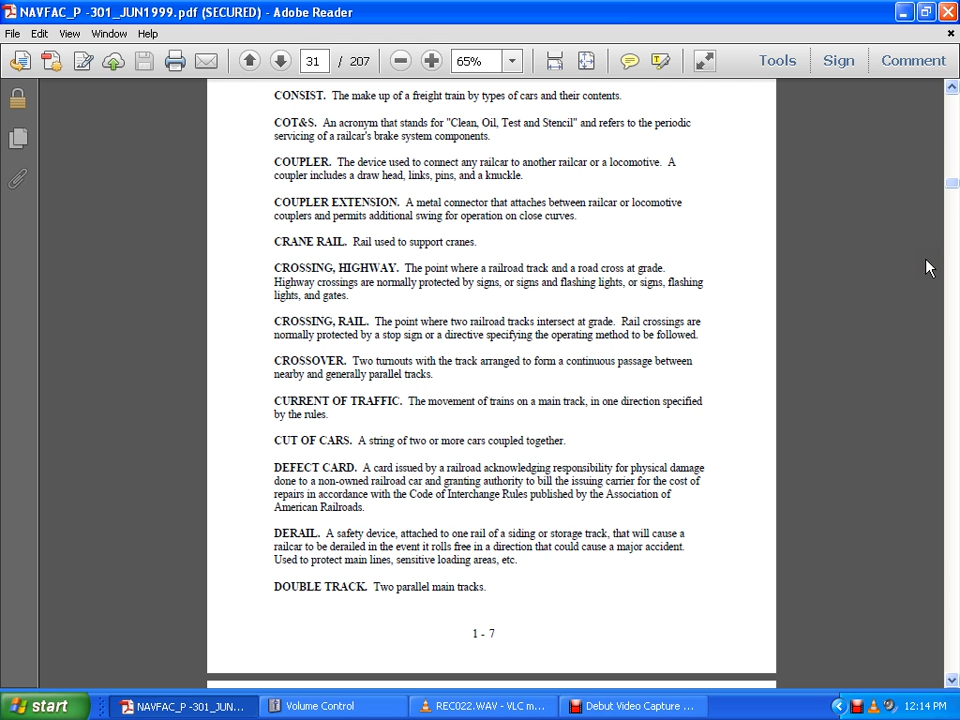 NAVFAC_P -301_JUN1999.pdf (SECURED) - Adobe Reader
File Edit View Window Help
31 / 207 65% Tools Sign Comment
CONSIST. The make up of a freight train by types of cars and their contents.
COT&S. An acronym that stands for "Clean, Oil, Test and Stencil" and refers to the periodic
servicing of a railcar's brake system components.
COUPLER. The device used to connect any railcar to another railcar or a locomotive. A
coupler includes a draw head, links, pins, and a knuckle.
COUPLER EXTENSION. A metal connector that attaches between railcar or locomotive
couplers and permits additional swing for operation on close curves.
CRANE RAIL. Rail used to support cranes.
CROSSING, HIGHWAY. The point where a railroad track and a road cross at grade.
Highway crossings are normally protected by signs, or signs and flashing lights, or signs, flashing
lights, and gates.
CROSSING, RAIL. The point where two railroad tracks intersect at grade. Rail crossings are
normally protected by a stop sign or a directive specifying the operating method to be followed.
CROSSOVER. Two turnouts with the track arranged to form a continuous passage between
nearby and generally parallel tracks.
CURRENT OF TRAFFIC. The movement of trains on a main track, in one direction specified
by the rules.
CUT OF CARS. A string of two or more cars coupled together.
DEFECT CARD. A card issued by a railroad acknowledging responsibility for physical damage
done to a non-owned railroad car and granting authority to bill the issuing carrier for the cost of
repairs in accordance with the Code of Interchange Rules published by the Association of
American Railroads.
DERAIL. A safety device, attached to one rail of a siding or storage track, that will cause a
railcar to be derailed in the event it rolls free in a direction that could cause a major accident.
Used to protect main lines, sensitive loading areas, etc.
DOUBLE TRACK. Two parallel main tracks.
1 - 7
start NAVFAC_P -301_JUN... Volume Control REC022.WAV - VLC m... Debut Video Capture ... 12:14 PM